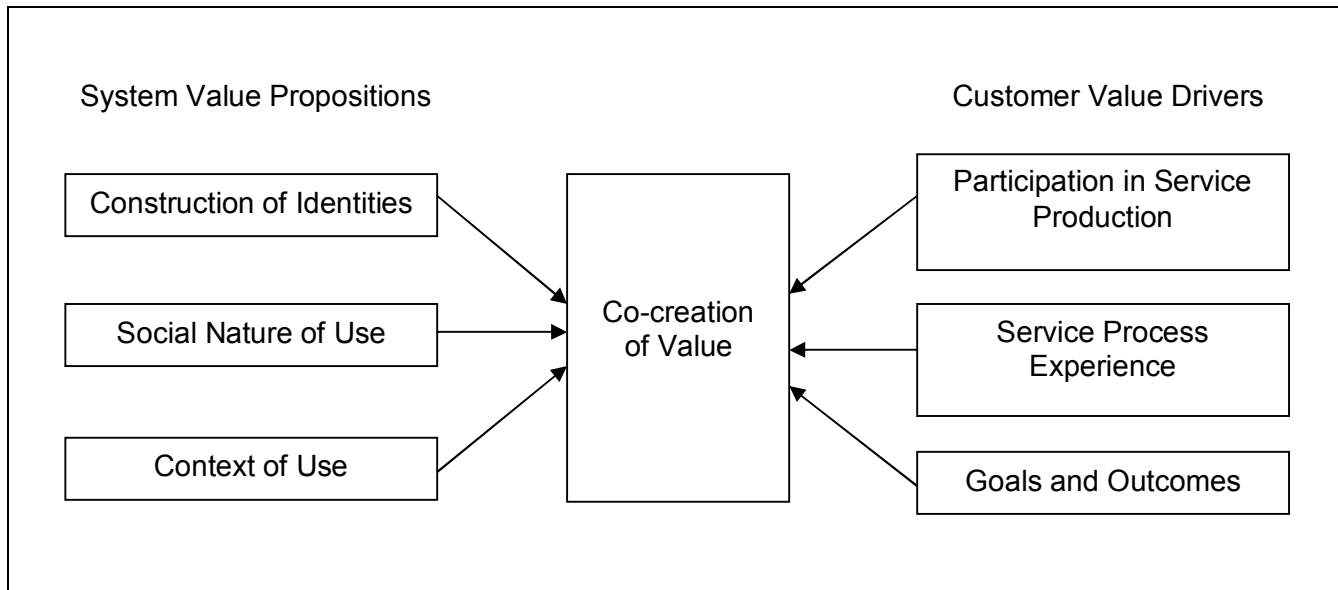 System Value Propositions
Customer Value Drivers
Construction of Identities
Social Nature of Use
Context of Use
Co-creation
of Value
Participation in Service
Production
Service Process
Experience
Goals and Outcomes